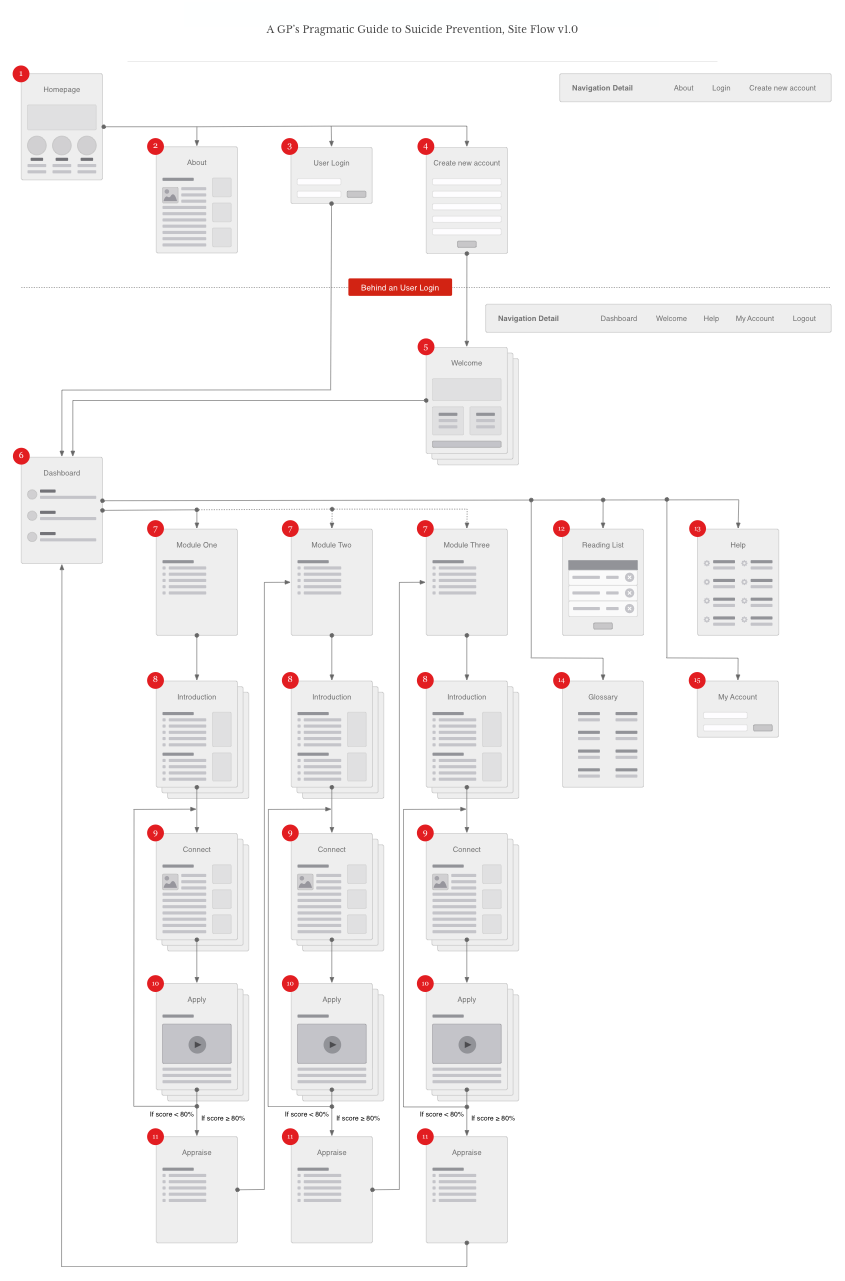 A GP's Pragmatic Guide to Suicide Prevention, Site Flow v1.0
1
Homepage
Navigation Detail About Login Create new account
2
About
3
User Login
4
Create new account
Behind an User Login
Navigation Detail Dashboard Welcome Help My Account Logout
5
Welcome
6
Dashboard
7
Module One
7
Module Two
7
Module Three
12
Reading List
13
Help
8
Introduction
8
Introduction
8
Introduction
14
Glossary
15
My Account
9
Connect
9
Connect
9
Connect
10
Apply
10
Apply
10
Apply
If score < 80%
If score ≥ 80%
If score < 80%
If score ≥ 80%
If score < 80%
If score ≥ 80%
11
Appraise
11
Appraise
11
Appraise